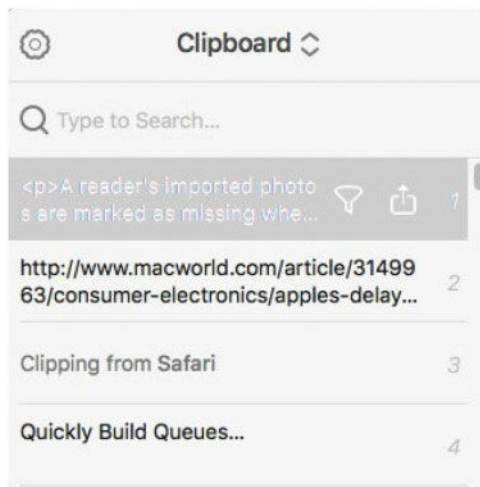 Clipboard
Type to Search...
<p>A reader's imported photo
s are marked as missing whe... 1
http://www.macworld.com/article/31499
63/consumer-electronics/apples-delay... 2
Clipping from Safari 3
Quickly Build Queues... 4